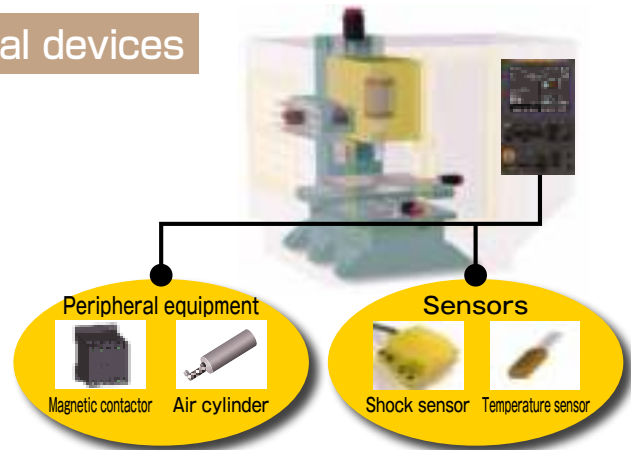 al devices
Peripheral equipment
Sensors
Magnetic contactor
Air cylinder
Shock sensor
Temperature sensor